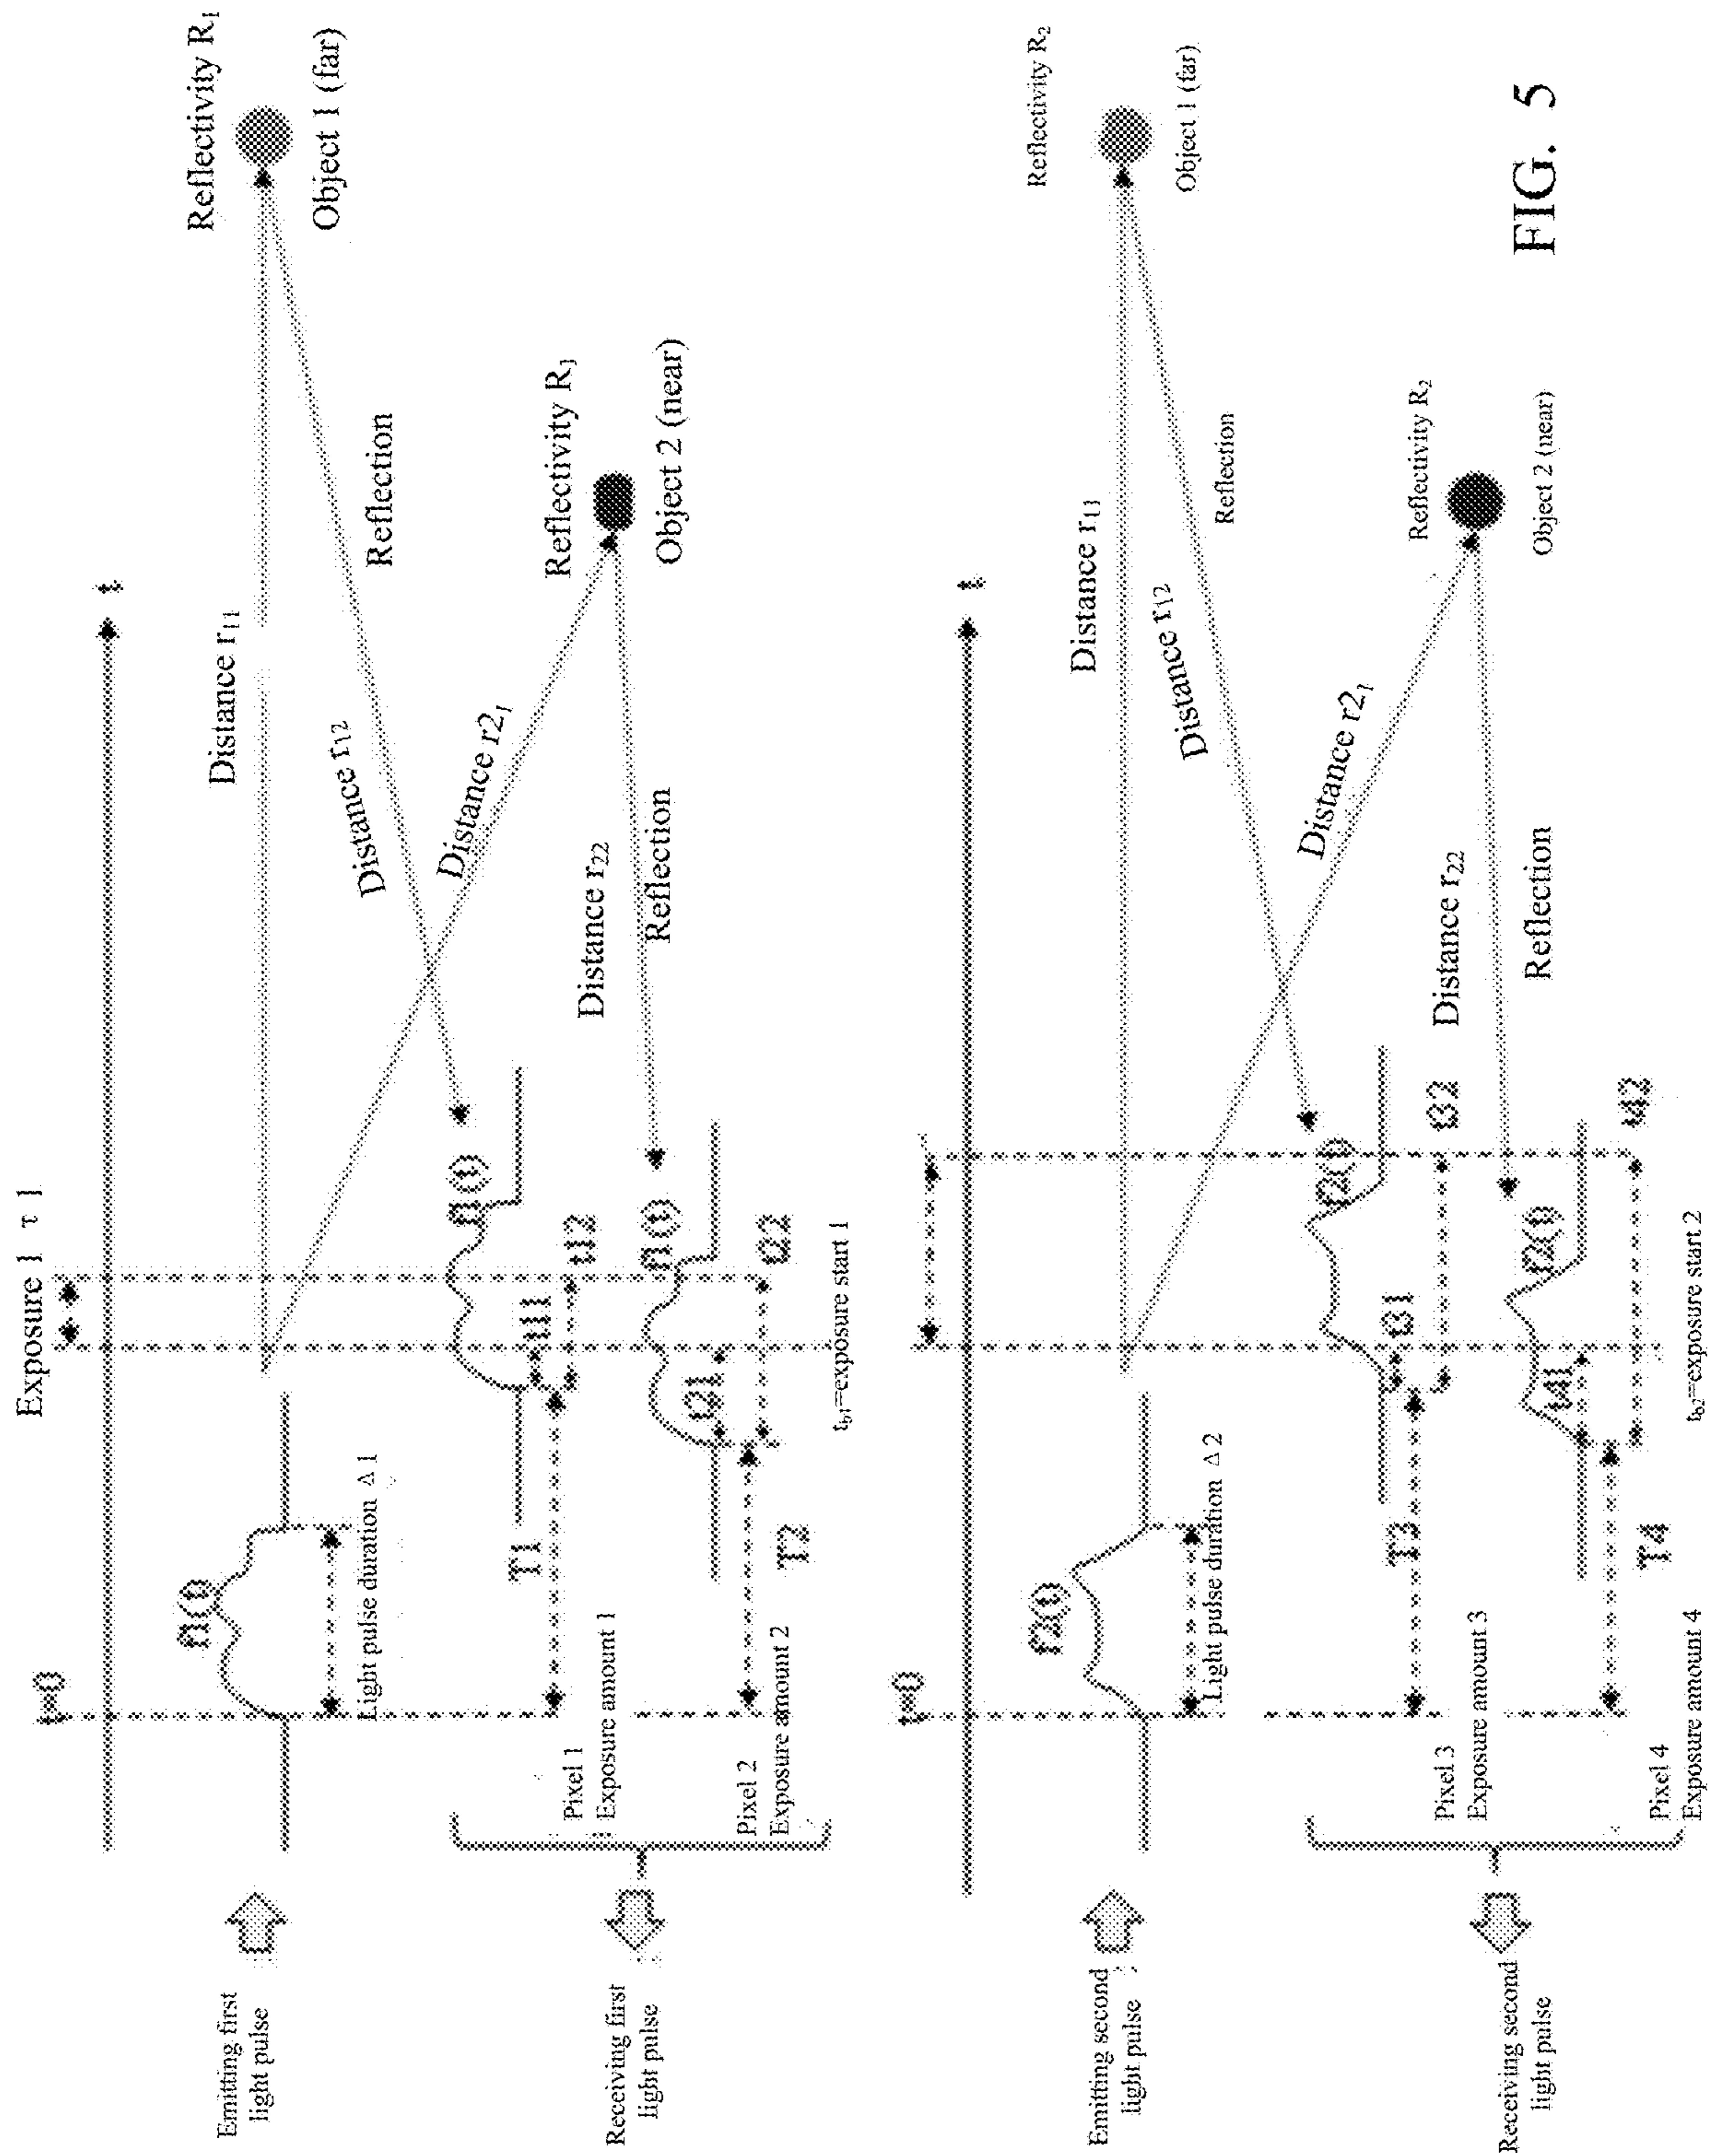 Exposure 1 τ 1
t=0
t
Emitting first
light pulse
f1(t)
Light pulse duration Δ 1
Distance r11
Reflectivity R1
Object 1 (far)
Distance r12
Reflection
Distance r21
Reflectivity R1
Object 2 (near)
Distance r22
Reflection
Receiving first
light pulse
Pixel 1
Exposure amount 1
T1
t11
t12
f1(t)
Pixel 2
Exposure amount 2
T2
t21
t22
f1(t)
tb1=exposure start 1
t=0
t
Emitting second
light pulse
f2(t)
Light pulse duration Δ 2
Distance r11
Reflectivity R2
Object 1 (far)
Distance r12
Reflection
Distance r21
Reflectivity R2
Object 2 (near)
Distance r22
Reflection
Receiving second
light pulse
Pixel 3
Exposure amount 3
T3
t31
t32
f2(t)
Pixel 4
Exposure amount 4
T4
t41
t42
f2(t)
tb2=exposure start 2
FIG. 5